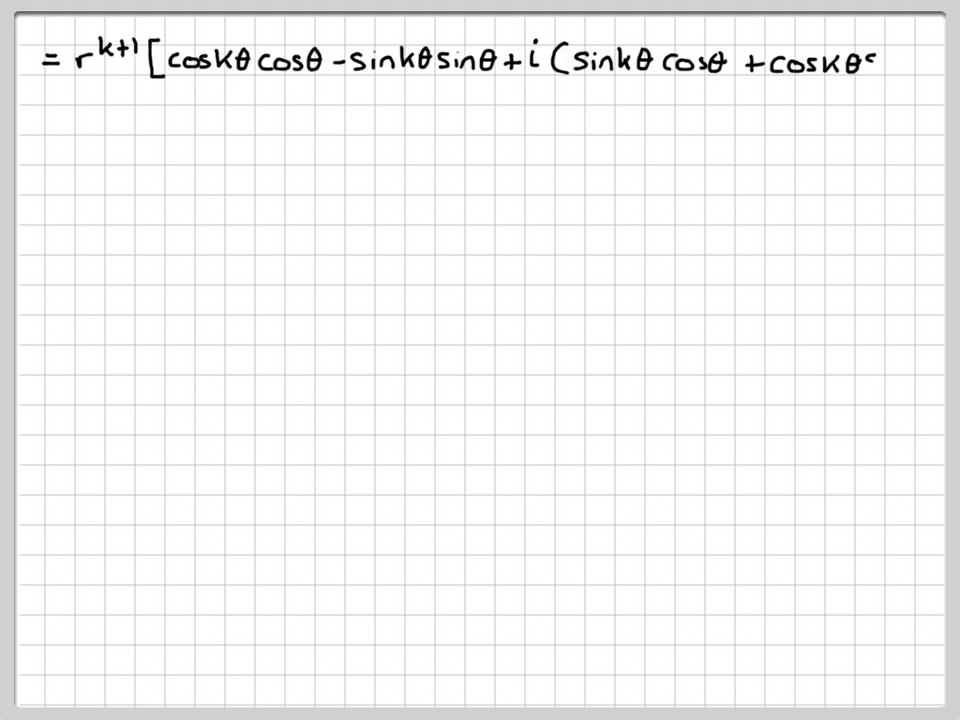 = r^{k+1} [cos kθ cos θ - sin kθ sin θ + i (sin kθ cos θ + cos kθ